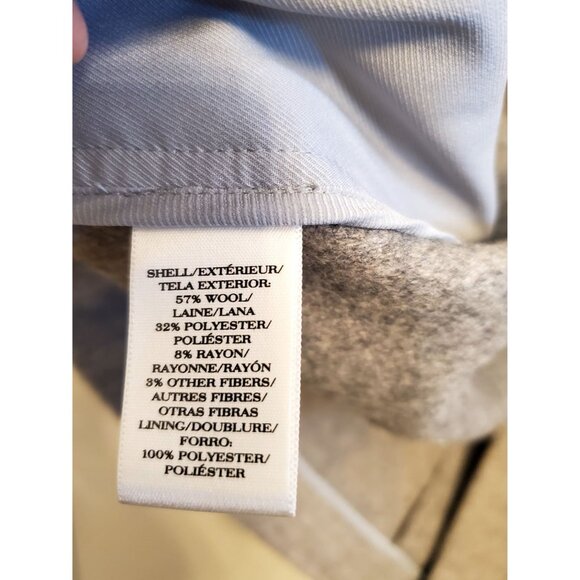 SHELL/EXTÉRIEUR/
TELA EXTERIOR:
57% WOOL/
LAINE/LANA
32% POLYESTER/
POLIÉSTER
8% RAYON/
RAYONNE/RAYÓN
3% OTHER FIBERS/
AUTRES FIBRES/
OTRAS FIBRAS
LINING/DOUBLURE/
FORRO:
100% POLYESTER/
POLIÉSTER